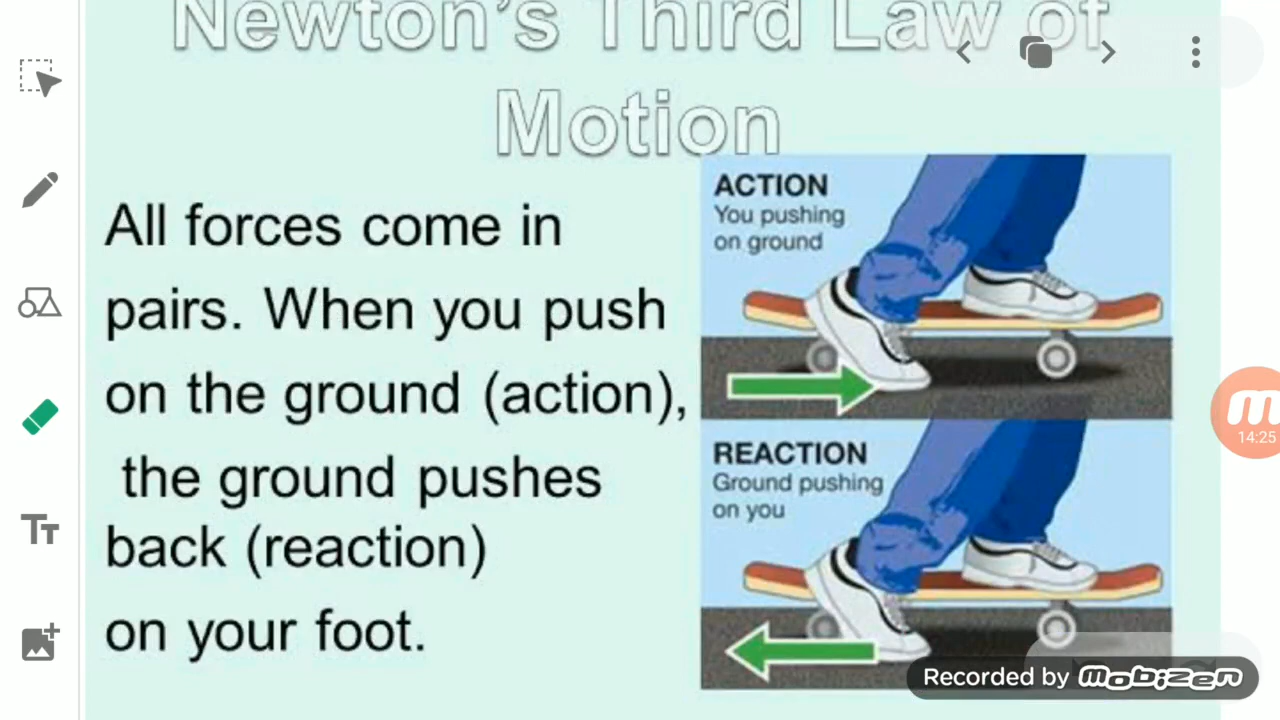 Newton's Third Law of
Motion
All forces come in
pairs. When you push
on the ground (action),
the ground pushes
back (reaction)
on your foot.
ACTION
You pushing
on ground
REACTION
Ground pushing
on you
14:25
TT
Recorded by Mobizen